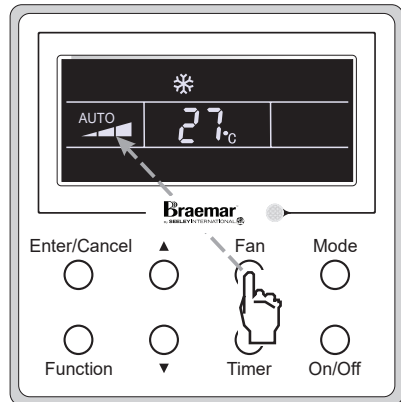 AUTO
27°C
Braemar
by SEELEY INTERNATIONAL
Enter/Cancel ▲ Fan Mode
Function ▼ Timer On/Off